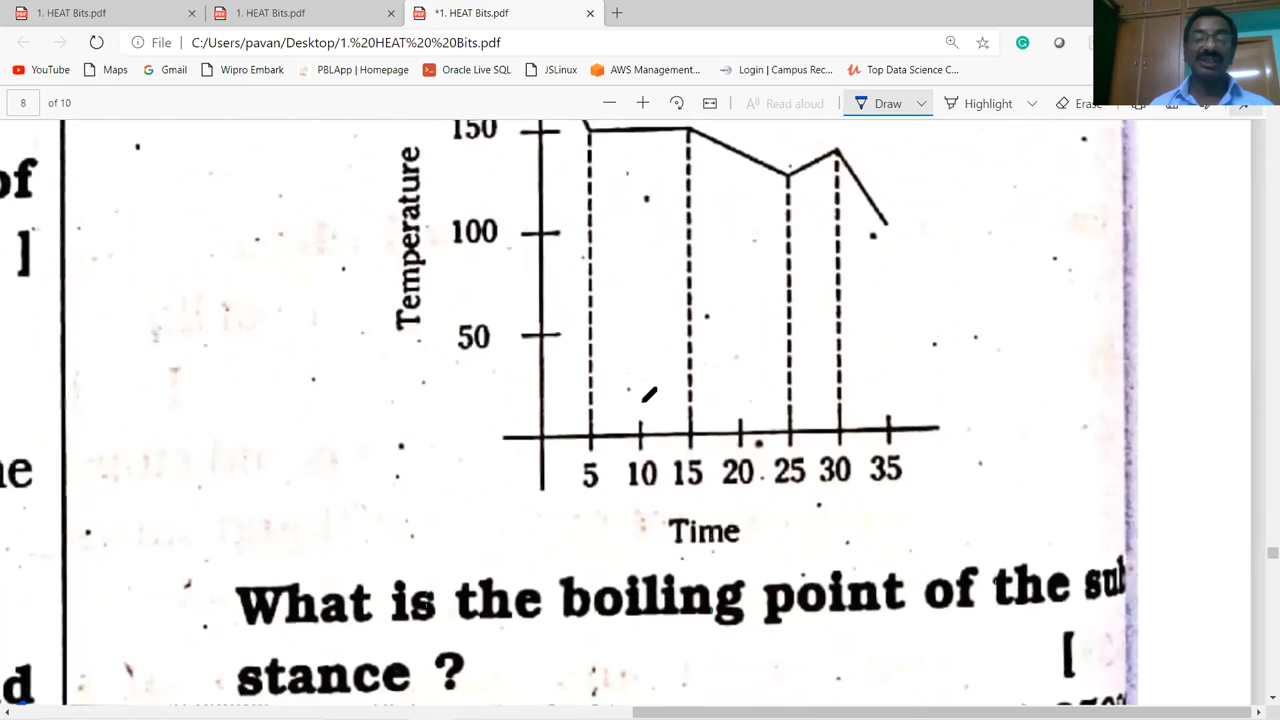 1. HEAT Bits.pdf
1. HEAT Bits.pdf
*1. HEAT Bits.pdf
File
C:/Users/pavan/Desktop/1.%20HEAT%20%20Bits.pdf
YouTube
Maps
Gmail
Wipro Embark
PBLApp | Homepage
Oracle Live SQL
JSLinux
AWS Management...
Login | Campus Rec...
Top Data Science C...
8 of 10
Read aloud
Draw
Highlight
of
]
150
100
50
Temperature
5 10 15 20 25 30 35
Time
What is the boiling point of the
stance ?
[